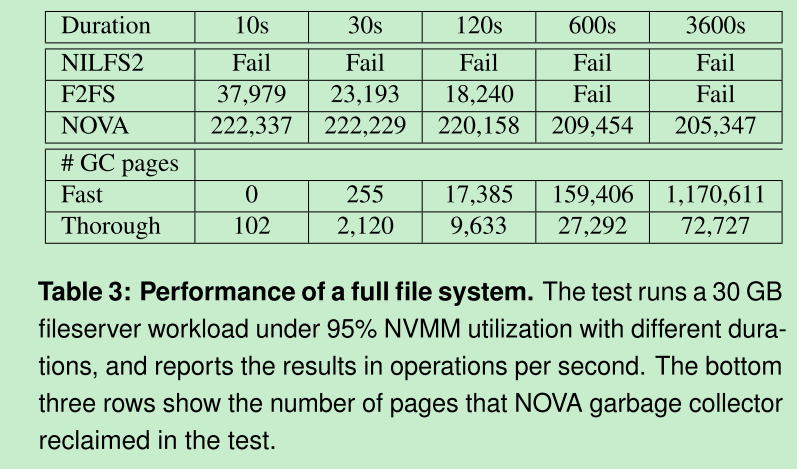 Duration 10s 30s 120s 600s 3600s
NILFS2 Fail Fail Fail Fail Fail
F2FS 37,979 23,193 18,240 Fail Fail
NOVA 222,337 222,229 220,158 209,454 205,347
# GC pages
Fast 0 255 17,385 159,406 1,170,611
Thorough 102 2,120 9,633 27,292 72,727
Table 3: Performance of a full file system. The test runs a 30 GB
fileserver workload under 95% NVMM utilization with different dura-
tions, and reports the results in operations per second. The bottom
three rows show the number of pages that NOVA garbage collector
reclaimed in the test.